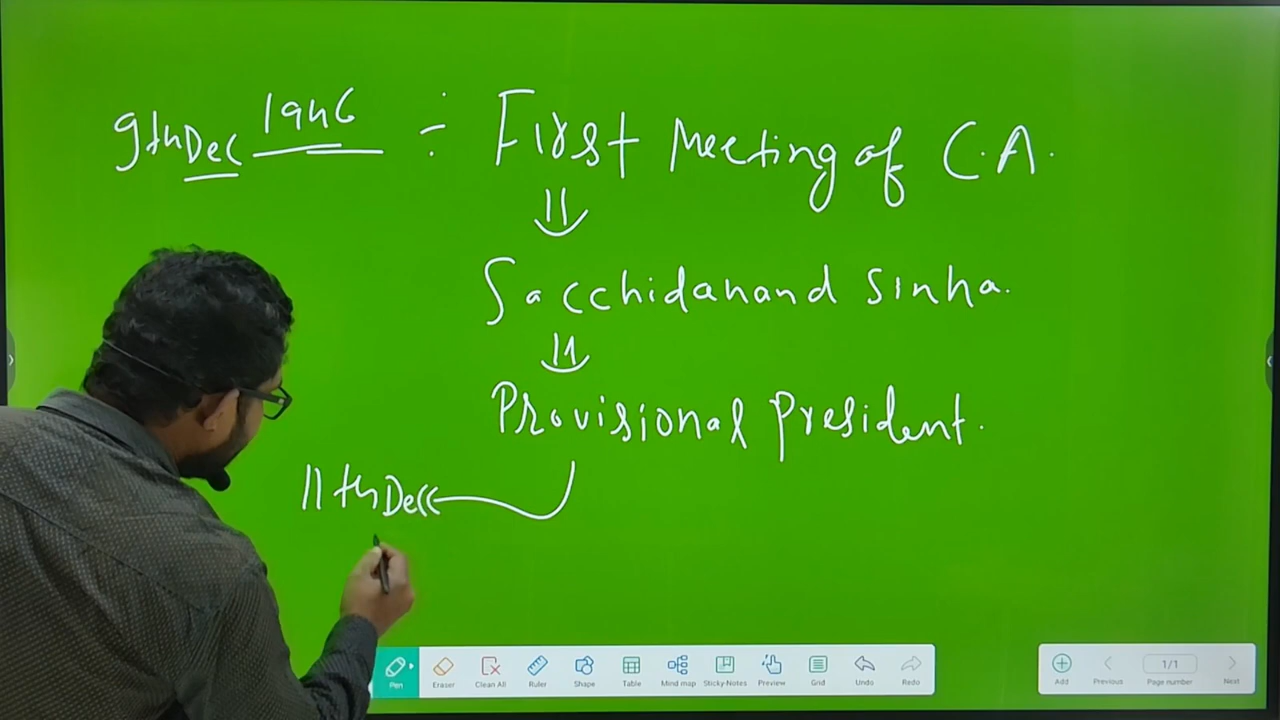 9th Dec 1946 :- First Meeting of C.A.
Sacchidanand Sinha.
Provisional President.
11th Dec
Pen
Eraser
Clean All
Ruler
Shape
Table
Mind map
Sticky-Notes
Preview
Grid
Undo
Redo
Add
Previous
1/1
Page number
Next